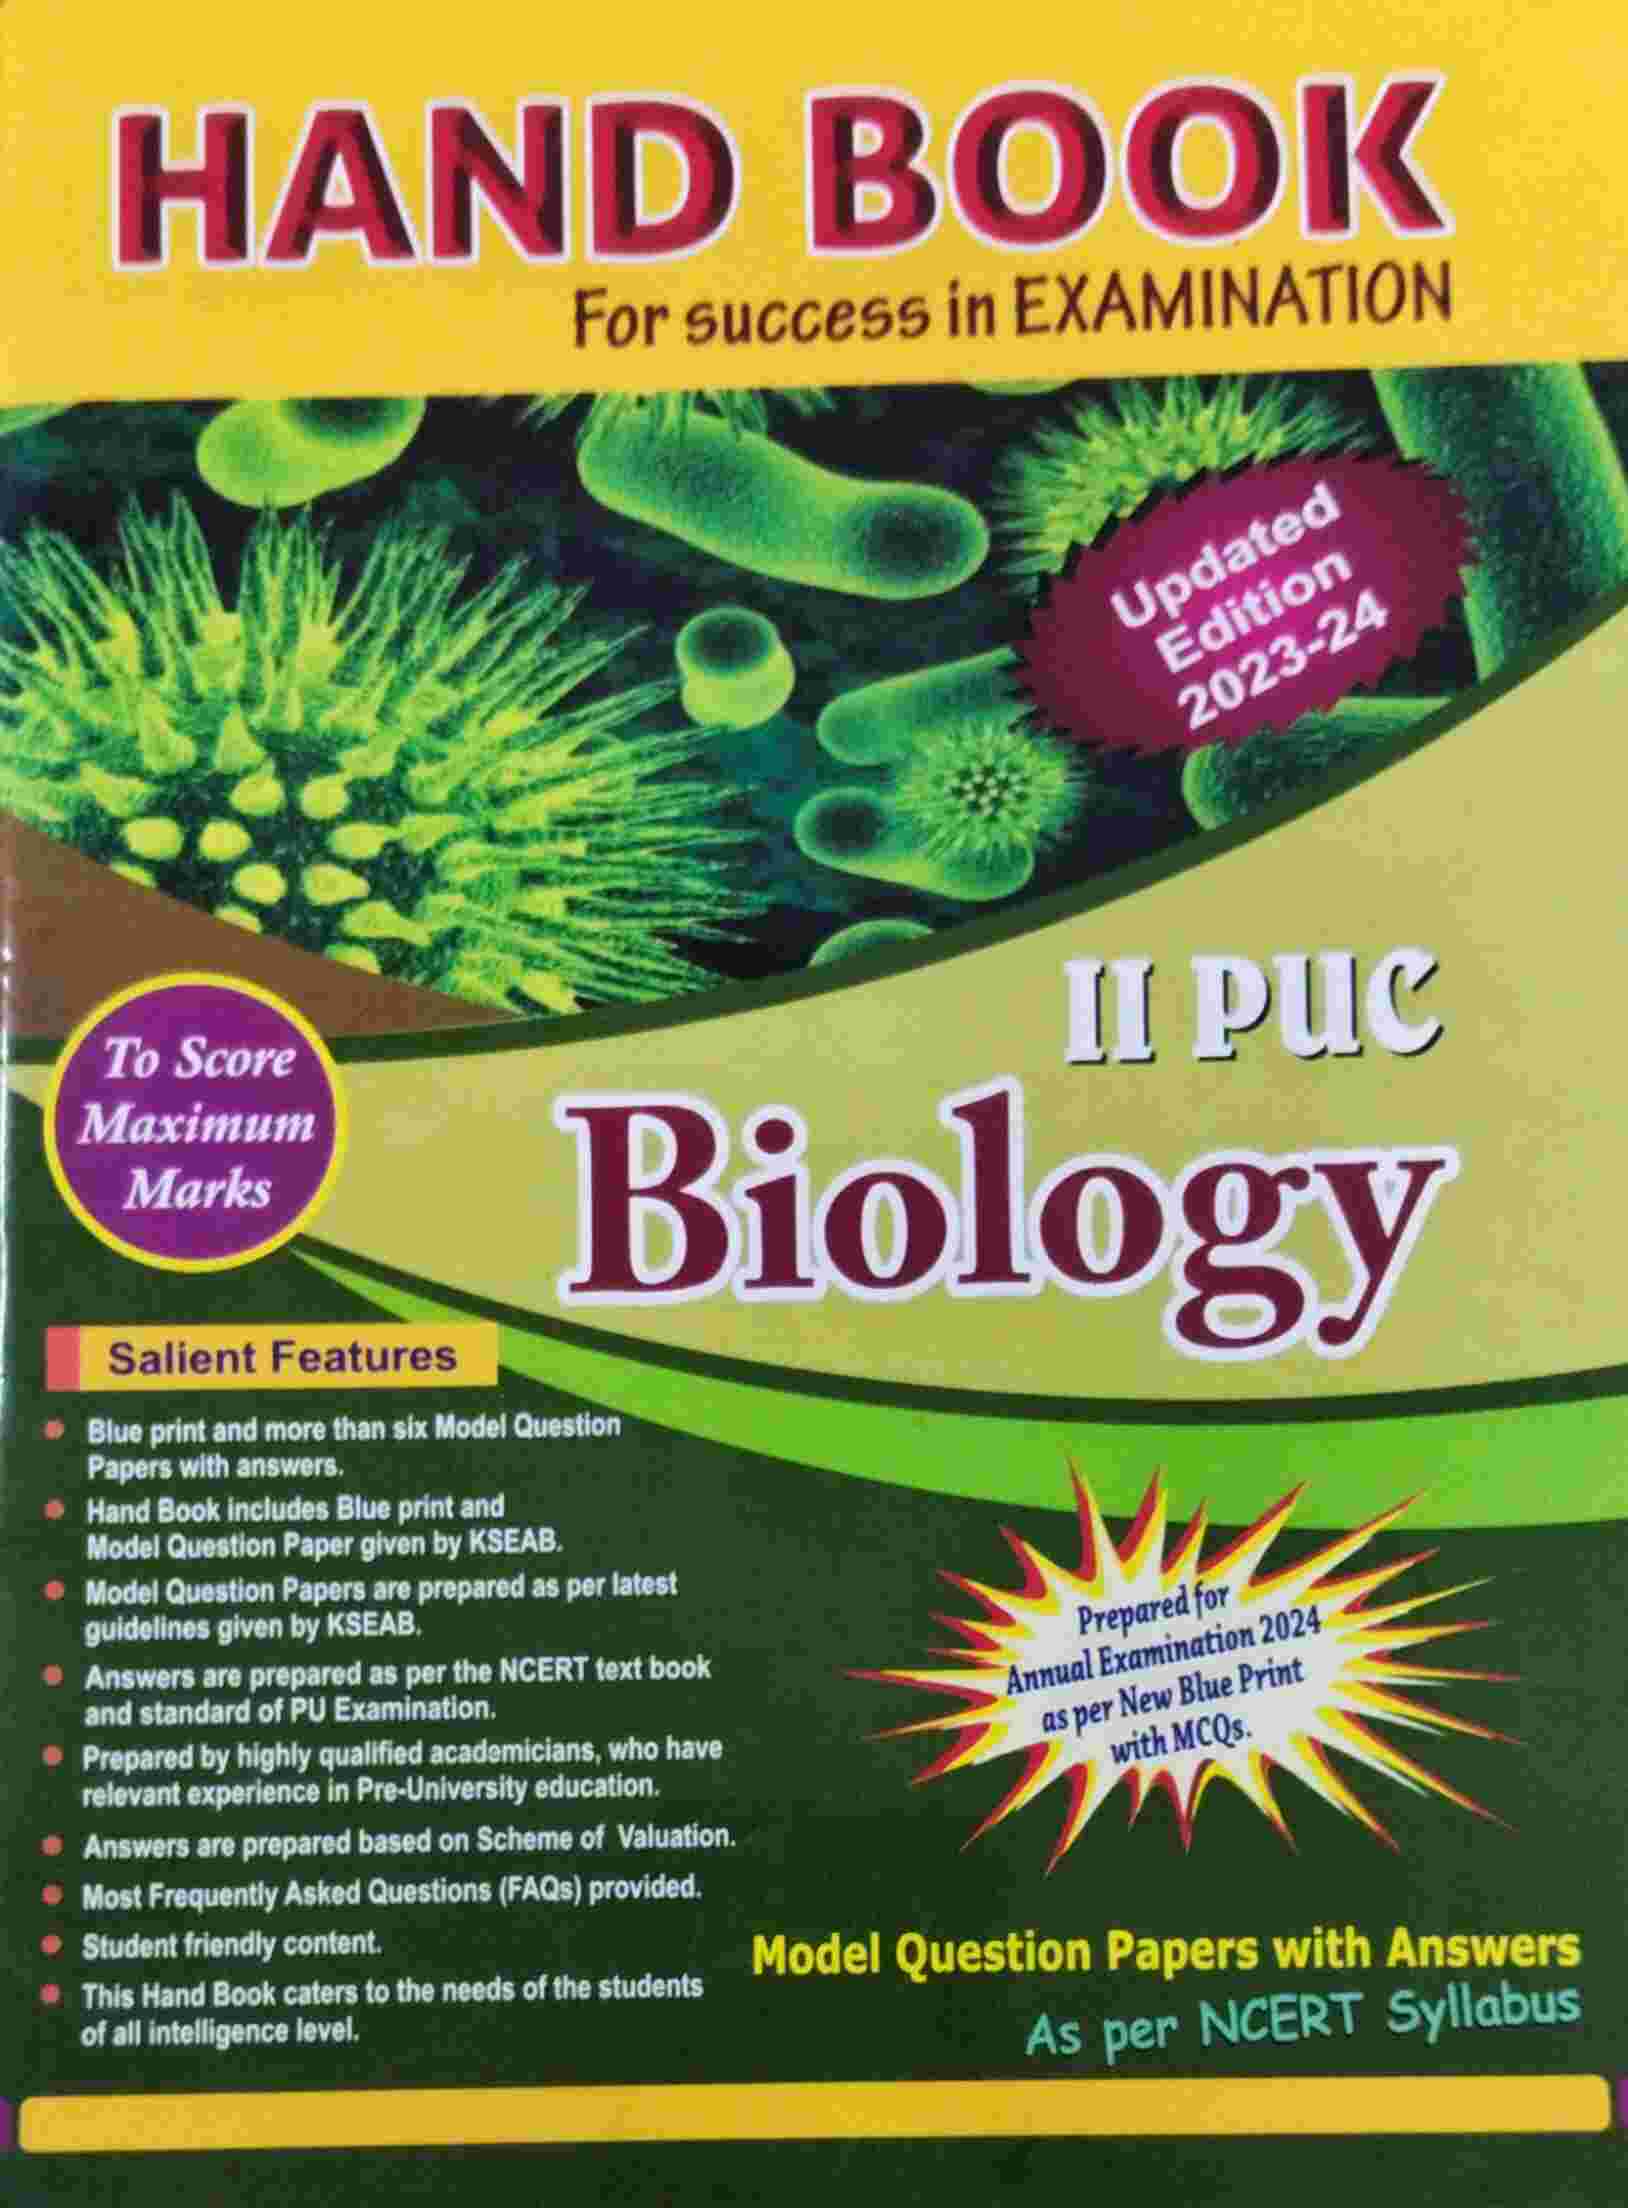 HAND BOOK
For success in EXAMINATION
Updated
Edition
2023-24
II PUC
Biology
To Score
Maximum
Marks
Salient Features
Blue print and more than six Model Question
Papers with answers.
Hand Book includes Blue print and
Model Question Paper given by KSEAB.
Model Question Papers are prepared as per latest
guidelines given by KSEAB.
Answers are prepared as per the NCERT text book
and standard of PU Examination.
Prepared by highly qualified academicians, who have
relevant experience in Pre-University education.
Answers are prepared based on Scheme of Valuation.
Most Frequently Asked Questions (FAQs) provided.
Student friendly content.
This Hand Book caters to the needs of the students
of all intelligence level.
Prepared for
Annual Examination 2024
as per New Blue Print
with MCQs.
Model Question Papers with Answers
As per NCERT Syllabus